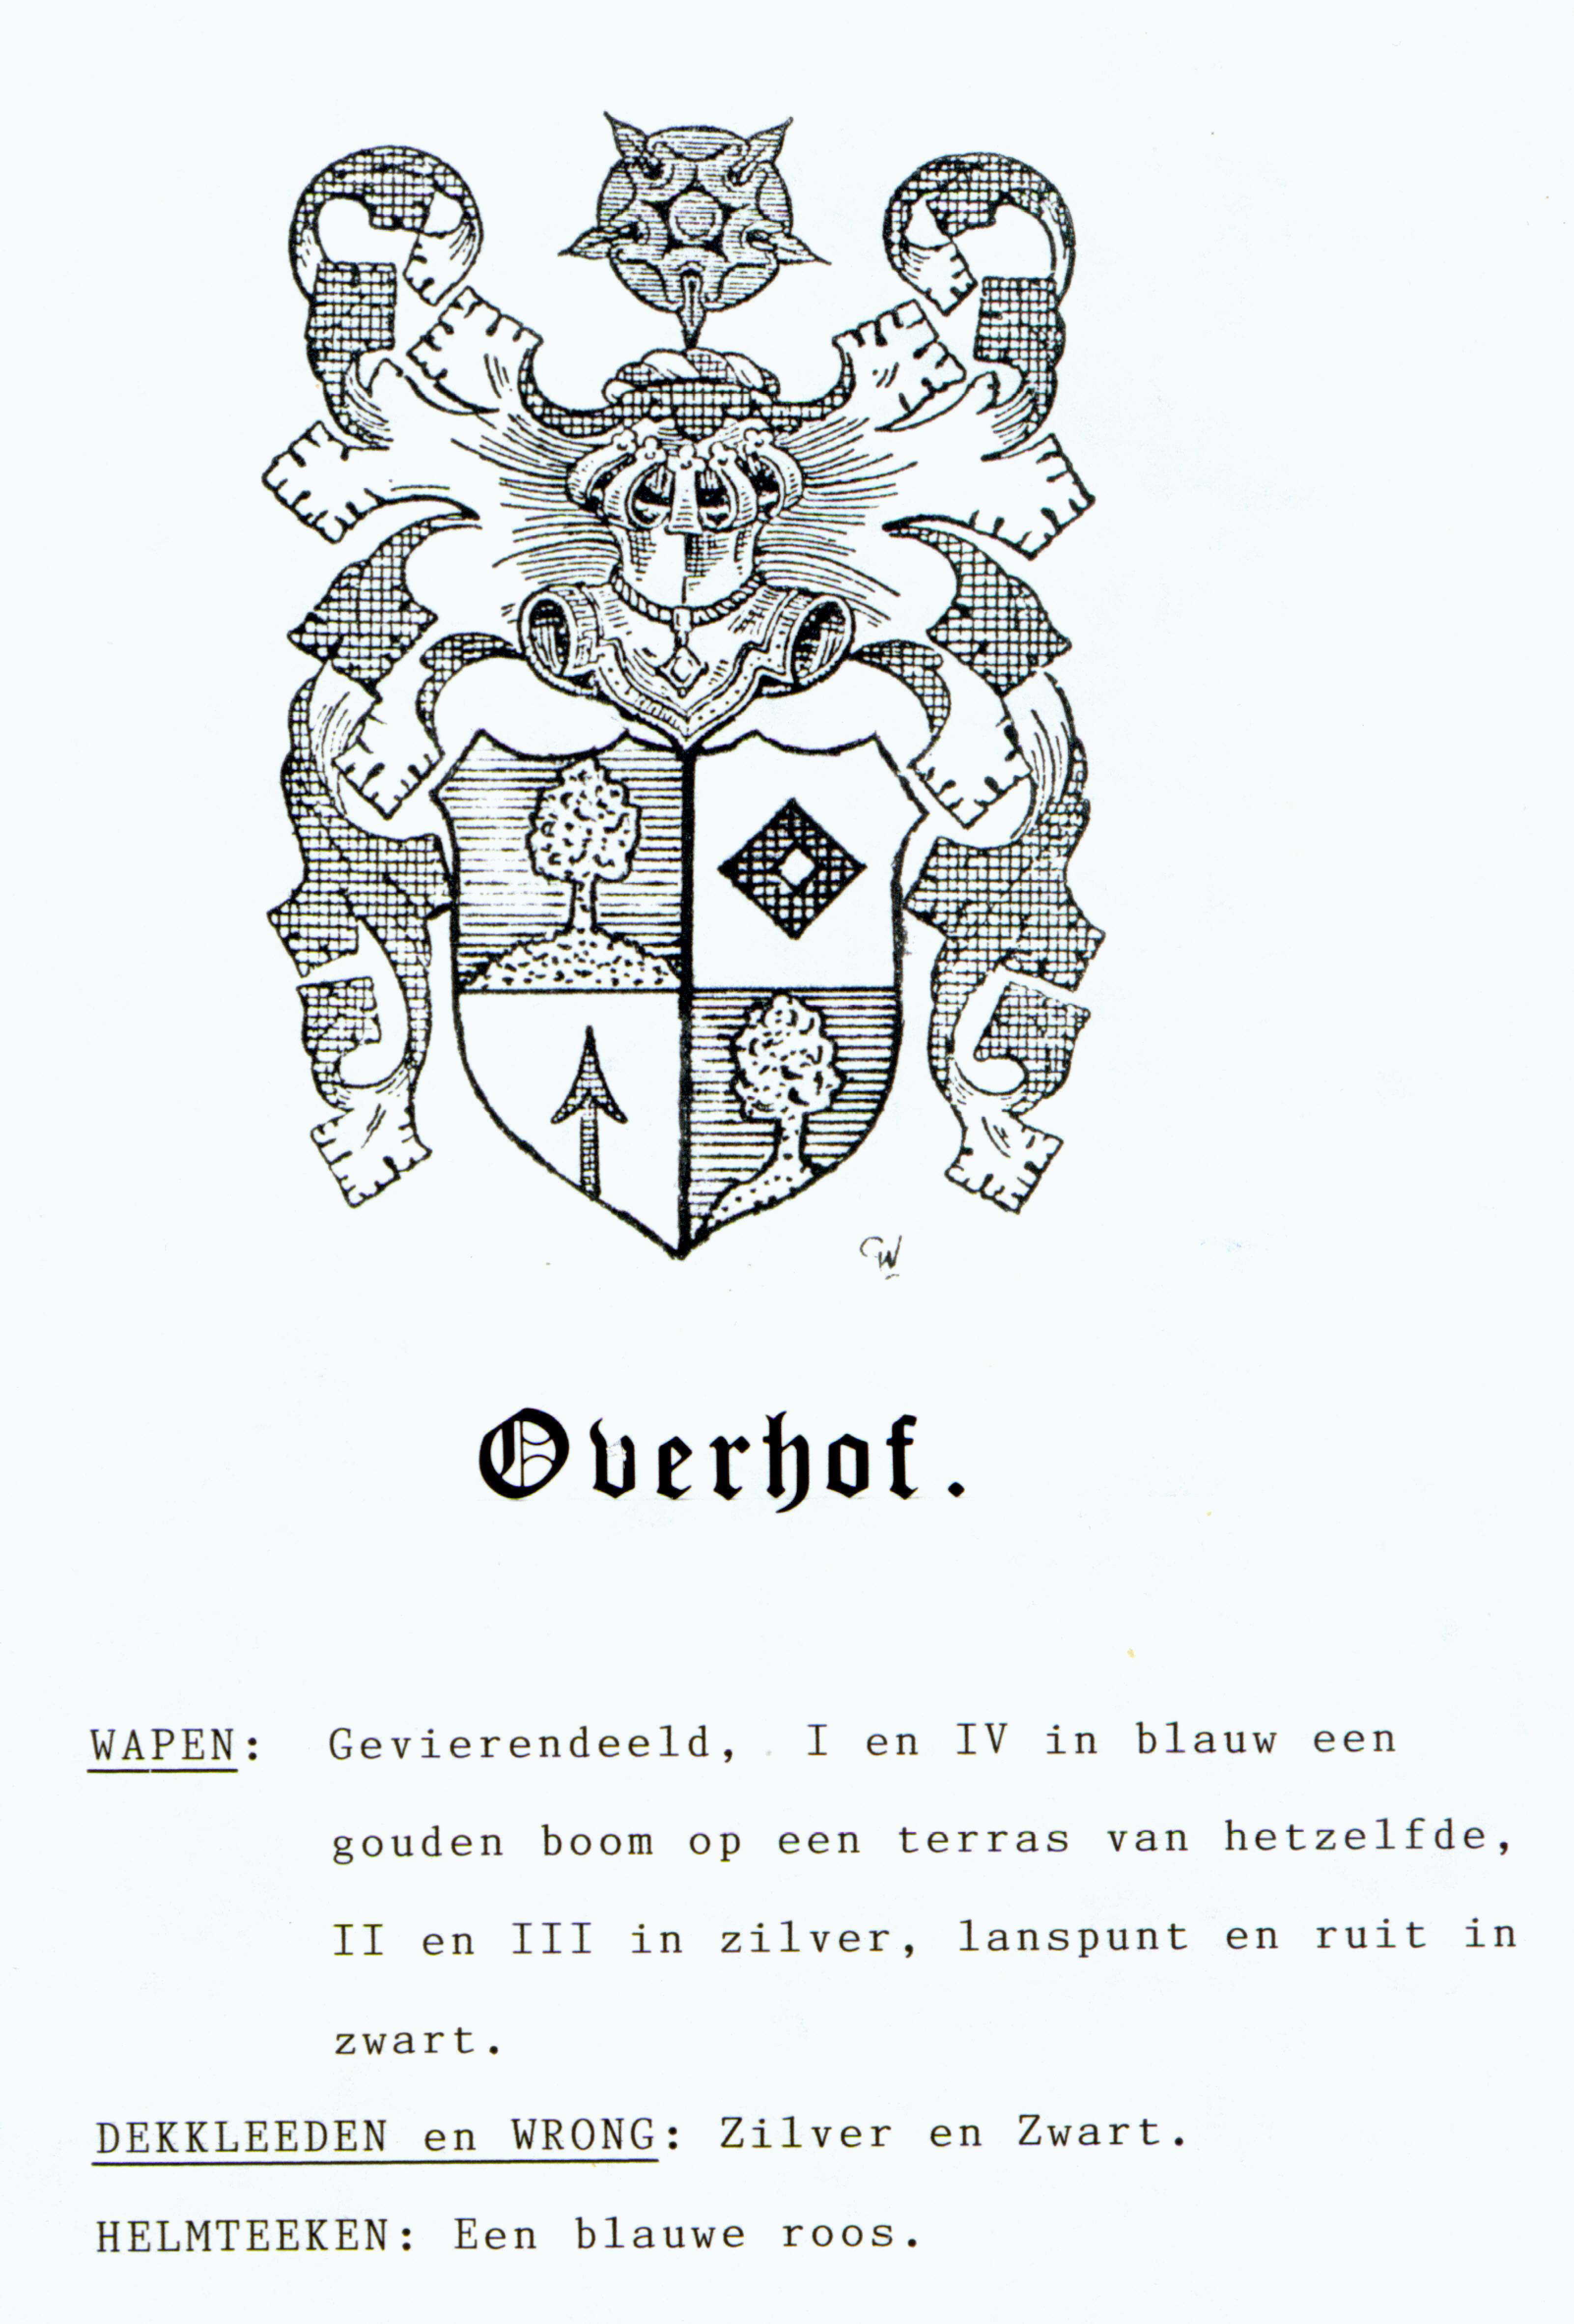 CW
Overhof.
WAPEN: Gevierendeeld, I en IV in blauw een
gouden boom op een terras van hetzelfde,
II en III in zilver, lanspunt en ruit in
zwart.
DEKKLEEDEN en WRONG: Zilver en Zwart.
HELMTEEKEN: Een blauwe roos.